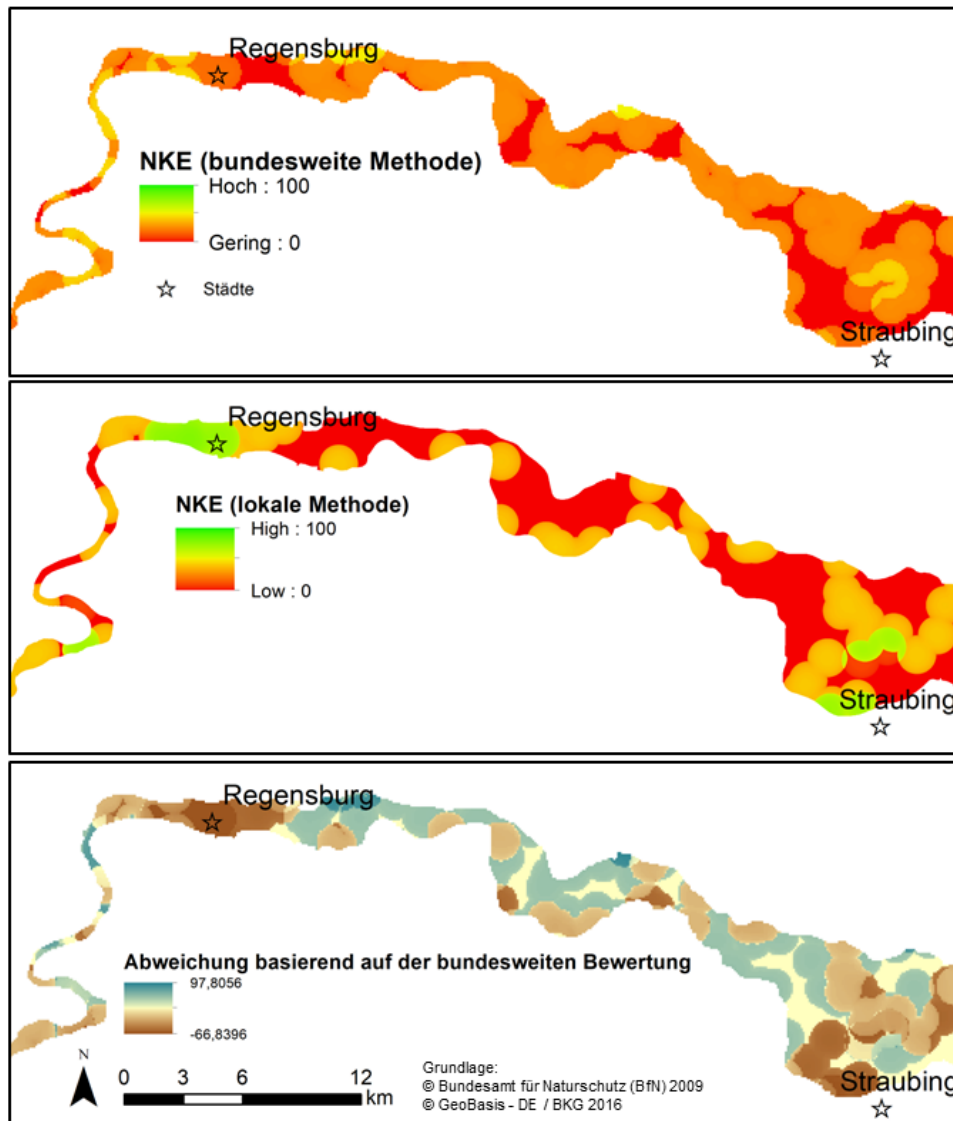 Regensburg
NKE (bundesweite Methode)
Hoch : 100
Gering : 0
Städte
Straubing
Regensburg
NKE (lokale Methode)
High : 100
Low : 0
Straubing
Regensburg
Abweichung basierend auf der bundesweiten Bewertung
97,8056
-66,8396
N
0 3 6 12
km
Grundlage:
© Bundesamt für Naturschutz (BfN) 2009
© GeoBasis - DE / BKG 2016
Straubing